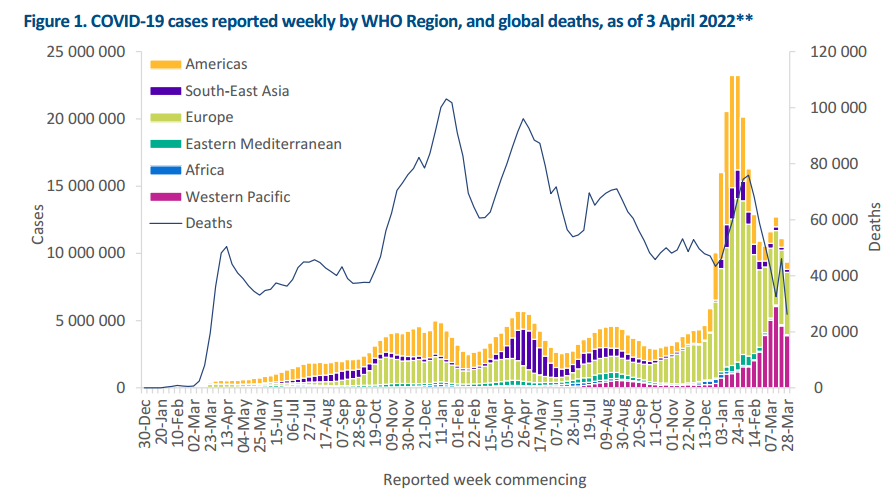 Figure 1. COVID-19 cases reported weekly by WHO Region, and global deaths, as of 3 April 2022**
25 000 000
20 000 000
15 000 000
10 000 000
5 000 000
0
Cases
Americas
South-East Asia
Europe
Eastern Mediterranean
Africa
Western Pacific
Deaths
120 000
100 000
80 000
60 000
40 000
20 000
0
Deaths
30-Dec
20-Jan
10-Feb
02-Mar
23-Mar
13-Apr
04-May
25-May
15-Jun
06-Jul
27-Jul
17-Aug
07-Sep
28-Sep
19-Oct
09-Nov
30-Nov
21-Dec
11-Jan
01-Feb
22-Feb
15-Mar
05-Apr
26-Apr
17-May
07-Jun
28-Jun
19-Jul
09-Aug
30-Aug
20-Sep
11-Oct
01-Nov
22-Nov
13-Dec
03-Jan
24-Jan
14-Feb
07-Mar
28-Mar
Reported week commencing